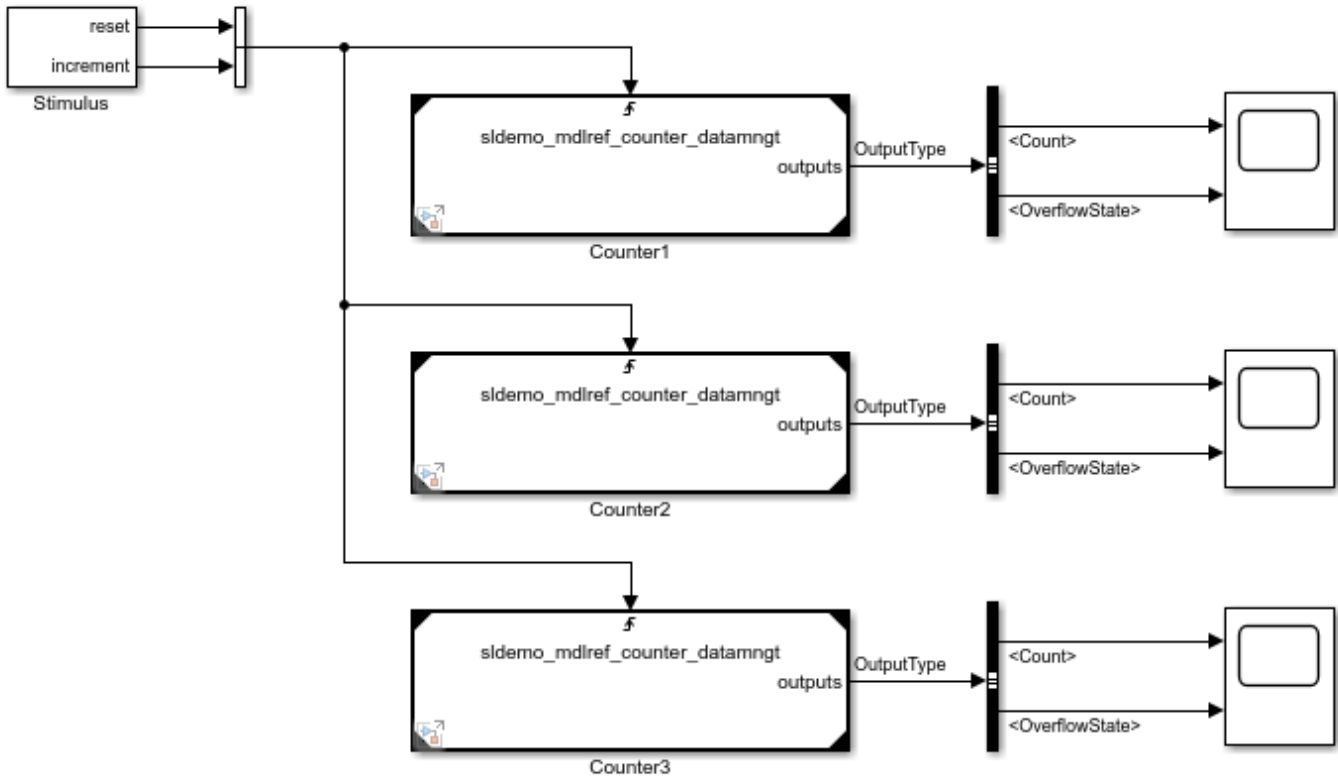 reset
increment
Stimulus
sldemo_mdlref_counter_datamngt
outputs
OutputType
<Count>
<OverflowState>
Counter1
sldemo_mdlref_counter_datamngt
outputs
OutputType
<Count>
<OverflowState>
Counter2
sldemo_mdlref_counter_datamngt
outputs
OutputType
<Count>
<OverflowState>
Counter3